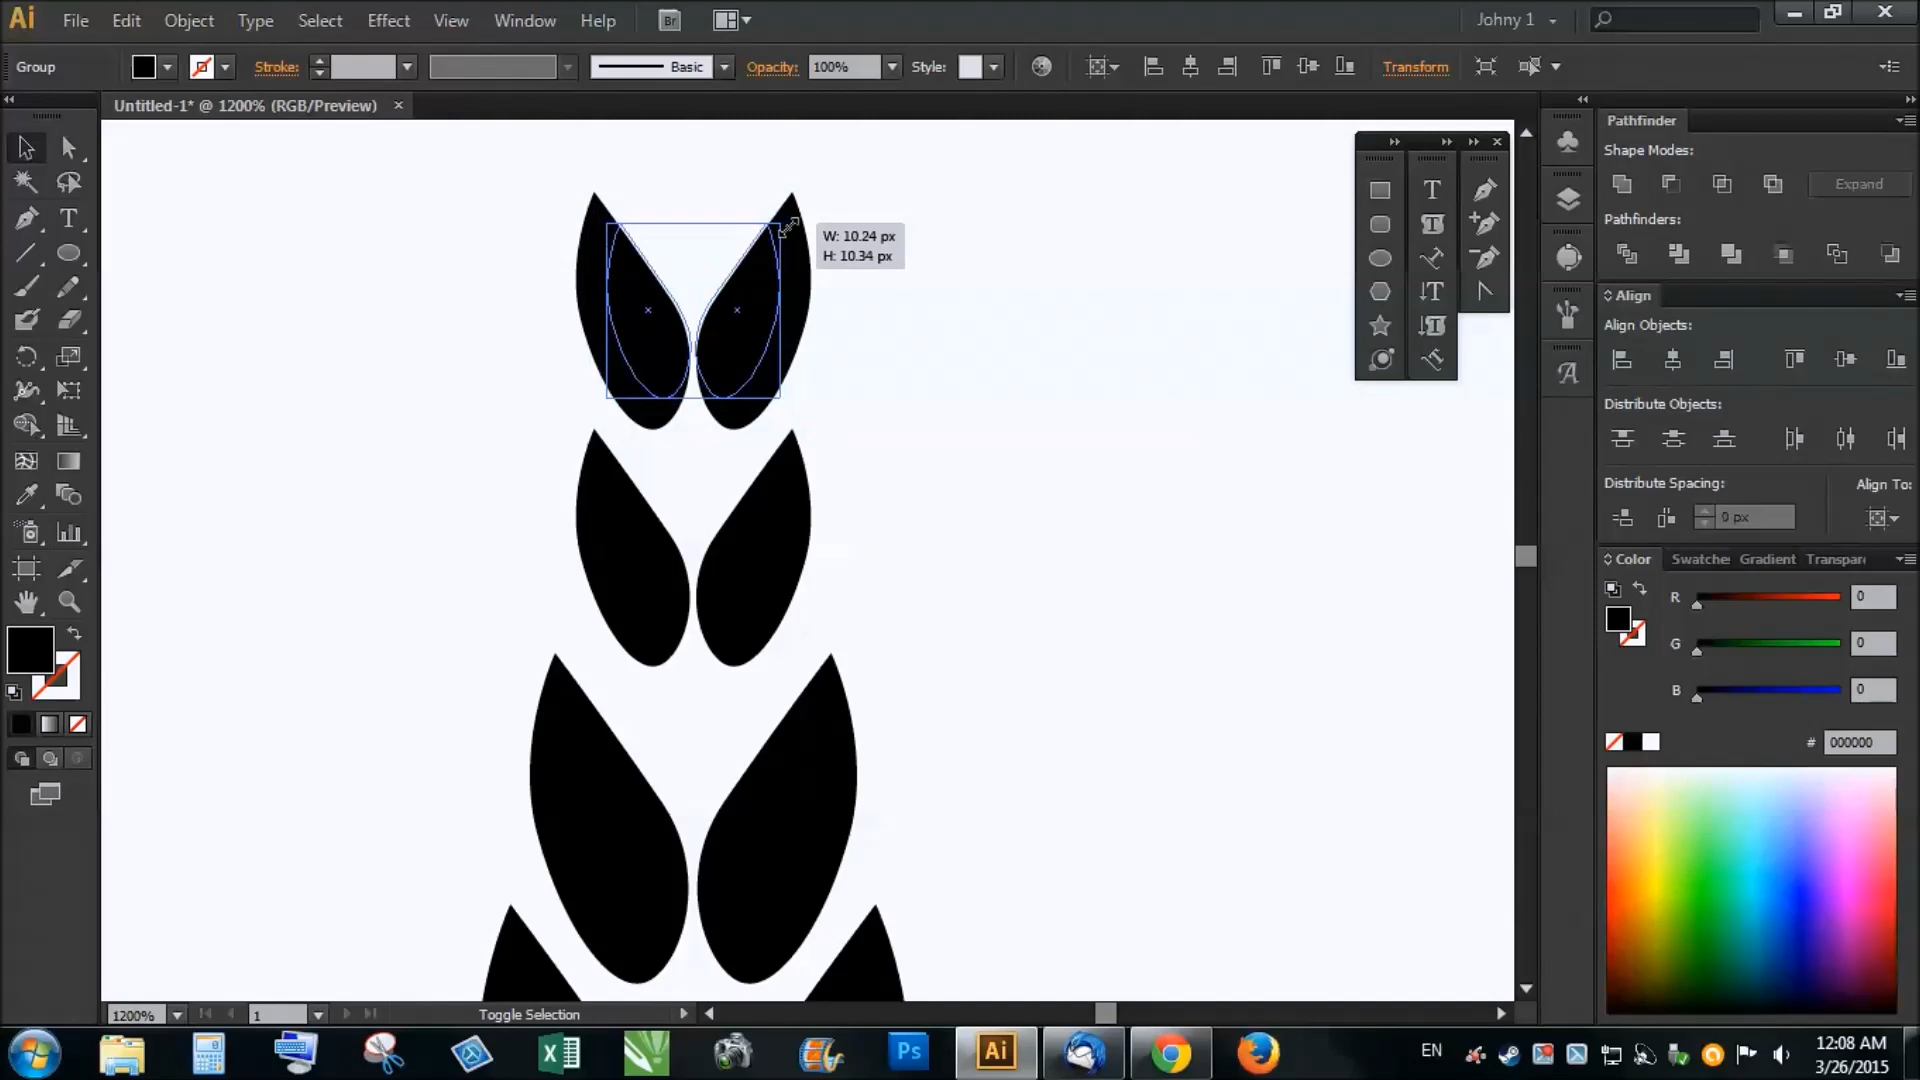 Ai File Edit Object Type Select Effect View Window Help Br Johny 1
Group Stroke: Basic Opacity: 100% Style: Transform
Untitled-1* @ 1200% (RGB/Preview)
W: 10.24 px
H: 10.34 px
Pathfinder
Shape Modes:
Expand
Pathfinders:
Align
Align Objects:
Distribute Objects:
Distribute Spacing: Align To:
0 px
Color Swatche Gradient Transpar
R 0
G 0
B 0
# 000000
1200% 1 Toggle Selection
Ps Ai EN 12:08 AM
3/26/2015